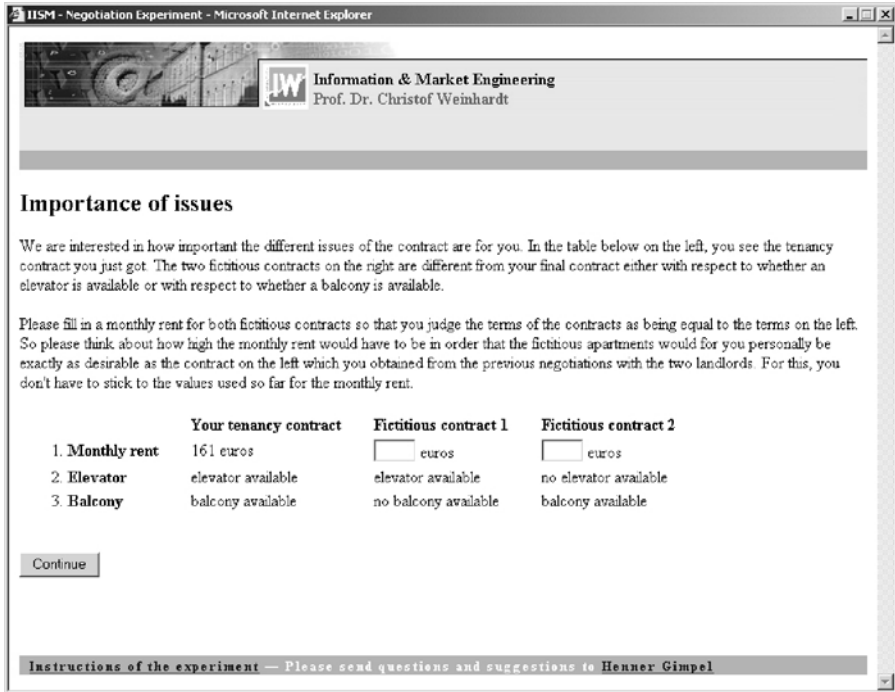 IISM - Negotiation Experiment - Microsoft Internet Explorer
IW
Information & Market Engineering
Prof. Dr. Christof Weinhardt
Importance of issues
We are interested in how important the different issues of the contract are for you. In the table below on the left, you see the tenancy
contract you just got. The two fictitious contracts on the right are different from your final contract either with respect to whether an
elevator is available or with respect to whether a balcony is available.
Please fill in a monthly rent for both fictitious contracts so that you judge the terms of the contracts as being equal to the terms on the left.
So please think about how high the monthly rent would have to be in order that the fictitious apartments would for you personally be
exactly as desirable as the contract on the left which you obtained from the previous negotiations with the two landlords. For this, you
don't have to stick to the values used so far for the monthly rent.
Your tenancy contract Fictitious contract 1 Fictitious contract 2
1. Monthly rent 161 euros euros euros
2. Elevator elevator available elevator available no elevator available
3. Balcony balcony available no balcony available balcony available
Continue
Instructions of the experiment — Please send questions and suggestions to Henner Gimpel